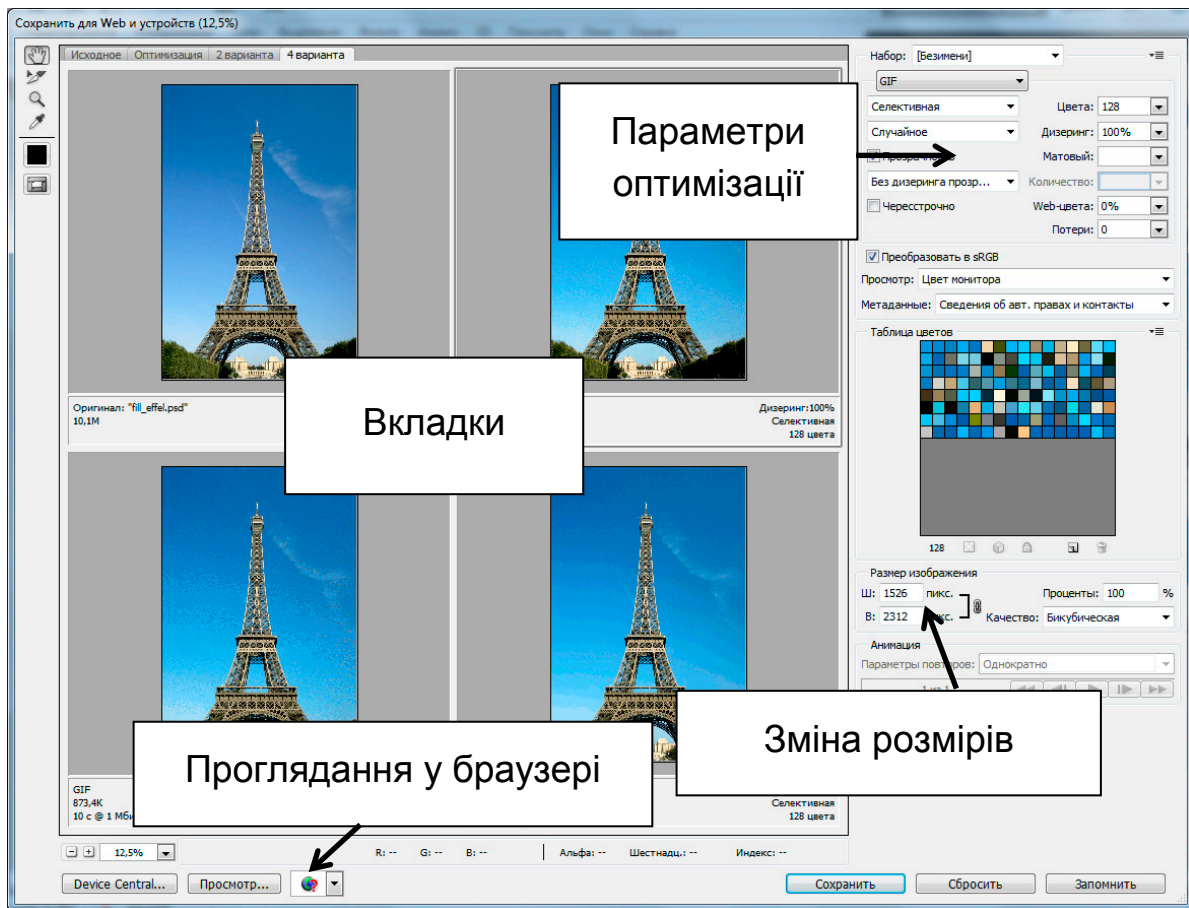 Сохранить для Web и устройств (12,5%)
Исходное Оптимизация 2 варианта 4 варианта
Набор: [Безимени]
GIF
Селективная Цвета: 128
Случайное Дизеринг: 100%
Матовый:
Без дизеринга прозр... Количество:
Чересстрочно Web-цвета: 0%
Потери: 0
Преобразовать в sRGB
Просмотр: Цвет монитора
Метаданные: Сведения об авт. правах и контакты
Таблица цветов
128
Размер изображения
Ш: 1526 пикс. Проценты: 100 %
В: 2312 Качество: Бикубическая
Анимация
Параметры повторов: Однократно
Параметри
оптимізації
Вкладки
Оригинал: "fill_effel.psd"
10,1M
Дизеринг:100%
Селективная
128 цвета
Зміна розмірів
Проглядання у браузері
GIF
873,4K
10 с @ 1
Селективная
128 цвета
12,5% R: -- G: -- B: -- Альфа: -- Шестнадц.: -- Индекс: --
Device Central... Просмотр... Сохранить Сбросить Запомнить